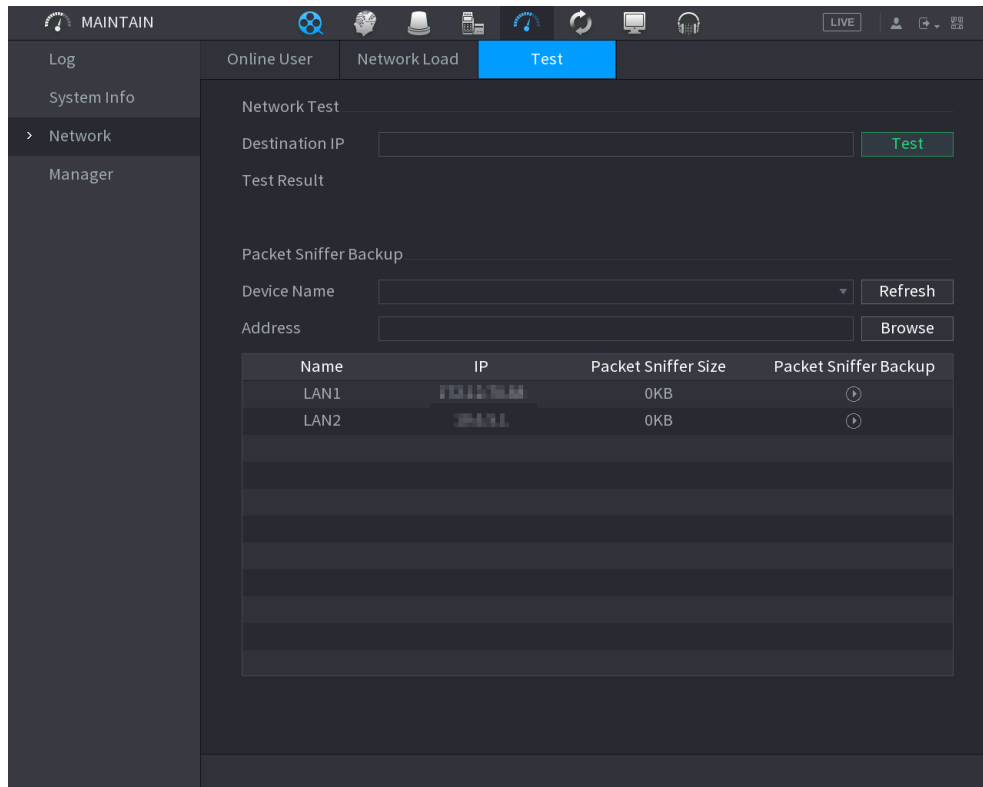 MAINTAIN LIVE
Log
System Info
Network
Manager
Online User Network Load Test
Network Test
Destination IP Test
Test Result
Packet Sniffer Backup
Device Name Refresh
Address Browse
Name IP Packet Sniffer Size Packet Sniffer Backup
LAN1 0KB
LAN2 0KB